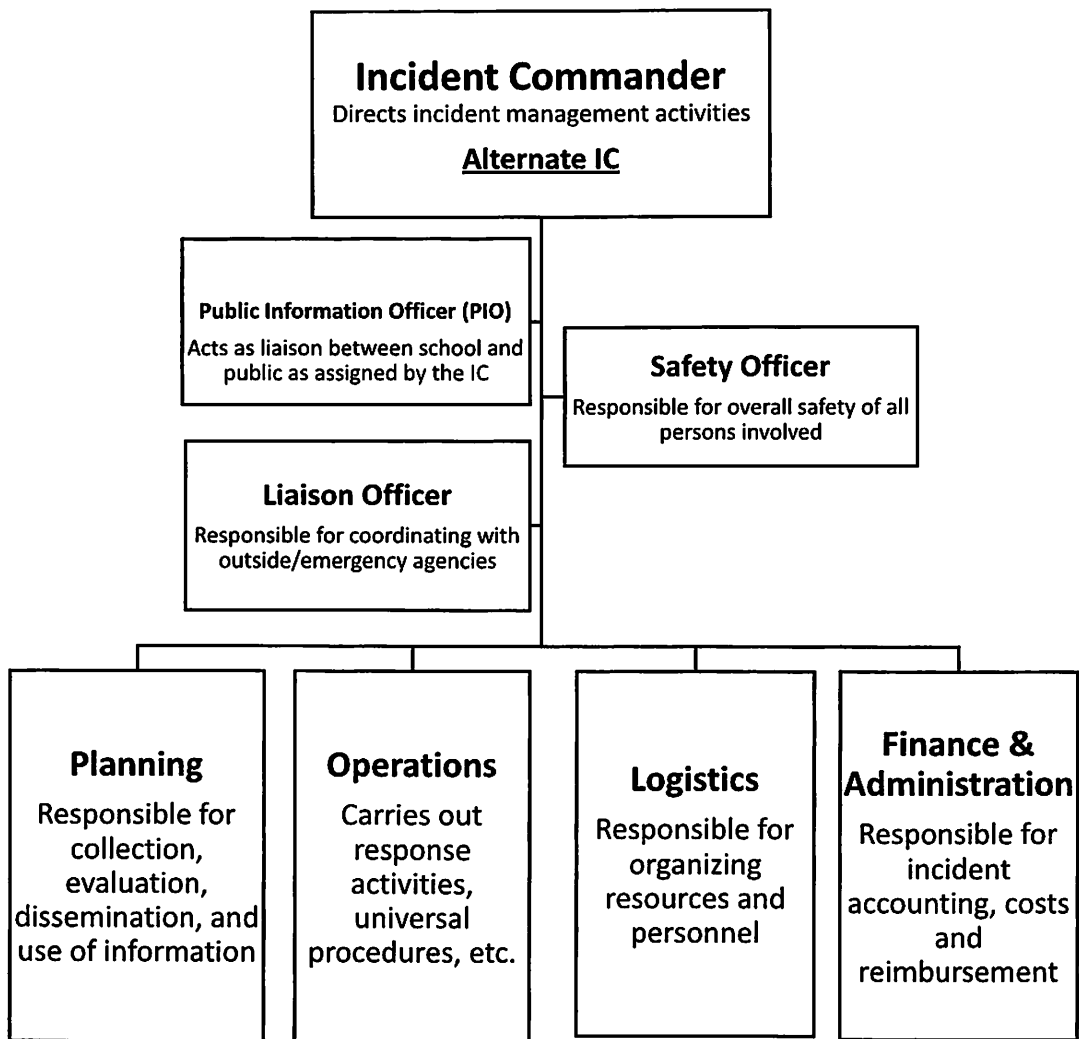 Incident Commander
Directs incident management activities
Alternate IC
Public Information Officer (PIO)
Acts as liaison between school and
public as assigned by the IC
Safety Officer
Responsible for overall safety of all
persons involved
Liaison Officer
Responsible for coordinating with
outside/emergency agencies
Planning
Responsible for
collection,
evaluation,
dissemination, and
use of information
Operations
Carries out
response
activities,
universal
procedures, etc.
Logistics
Responsible for
organizing
resources and
personnel
Finance &
Administration
Responsible for
incident
accounting, costs
and
reimbursement